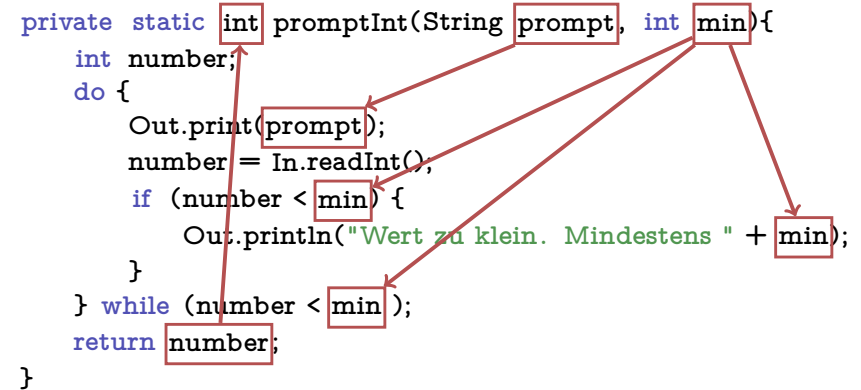 private static int promptInt(String prompt, int min){
int number;
do {
Out.print(prompt);
number = In.readInt();
if (number < min) {
Out.println("Wert zu klein. Mindestens " + min);
}
} while (number < min );
return number;
}